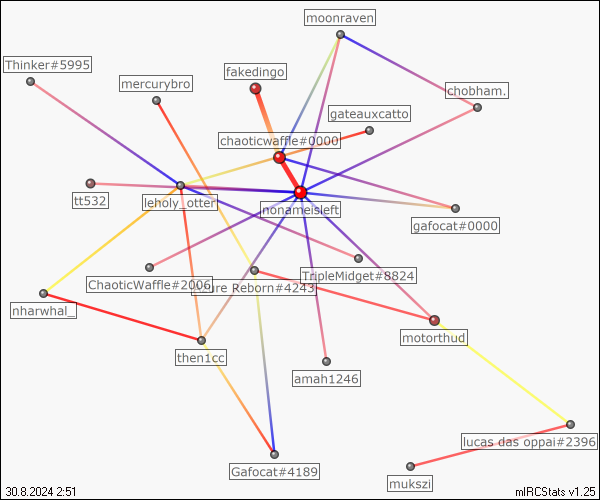 moonraven
Thinker#5995
fakedingo
mercurybro
chobham.
gateauxcatto
chaoticwaffle#0000
tt532
leholy_otter
nonameisleft
gafocat#0000
TripleMidget#8824
ChaoticWaffle#2006
Reborn#4243
nharwhal_
motorthud
then1cc
amah1246
lucas das oppai#2396
Gafocat#4189
mukszi
30.8.2024 2:51
mIRCStats v1.25